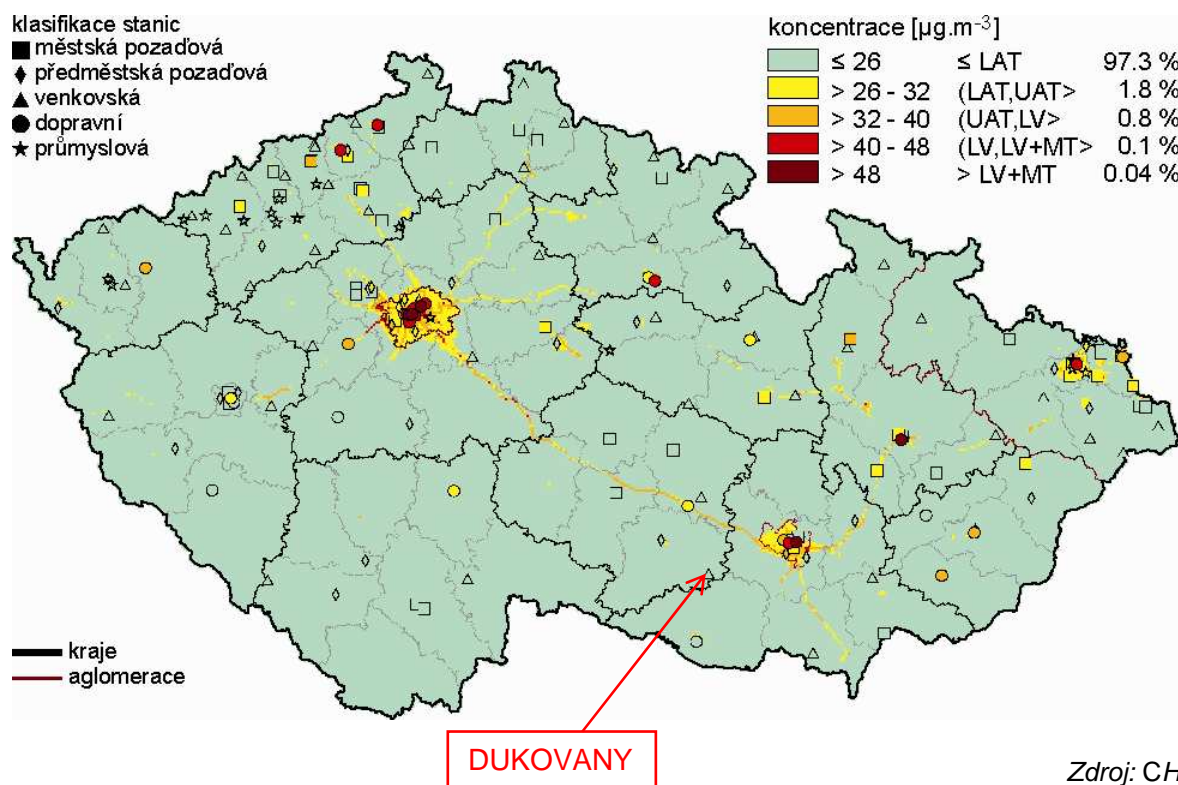 klasifikace stanic
městská pozaďová
předměstská pozaďová
venkovská
dopravní
průmyslová
koncentrace [µg.m⁻³]
≤ 26 ≤ LAT 97.3 %
> 26 - 32 (LAT,UAT> 1.8 %
> 32 - 40 (UAT,LV> 0.8 %
> 40 - 48 (LV,LV+MT> 0.1 %
> 48 > LV+MT 0.04 %
kraje
aglomerace
DUKOVANY
Zdroj: CH